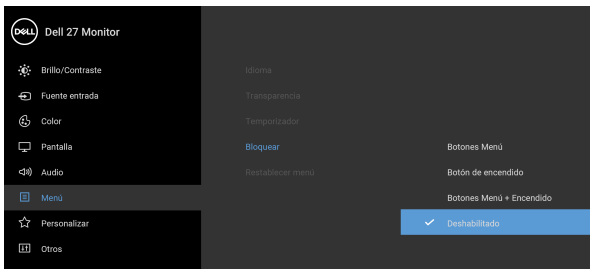 DELL Dell 27 Monitor
Brillo/Contraste
Idioma
Fuente entrada
Transparencia
Color
Temporizador
Pantalla
Bloquear
Botones Menú
Audio
Restablecer menú
Botón de encendido
Menú
Botones Menú + Encendido
Personalizar
Deshabilitado
Otros